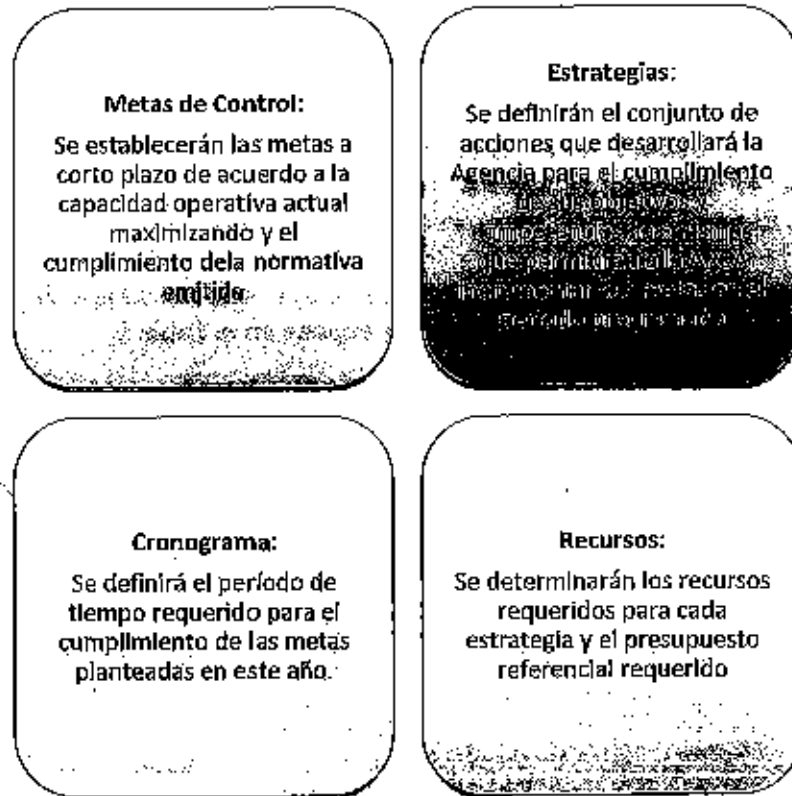 Metas de Control:
Se establecerán las metas a
corto plazo de acuerdo a la
capacidad operativa actual
maximizando y el
cumplimiento dela normativa
emitida
Estrategias:
Se definirán el conjunto de
acciones que desarrollará la
Agencia para el cumplimiento
Cronograma:
Se definirá el período de
tiempo requerido para el
cumplimiento de las metas
planteadas en este año.
Recursos:
Se determinarán los recursos
requeridos para cada
estrategia y el presupuesto
referencial requerido